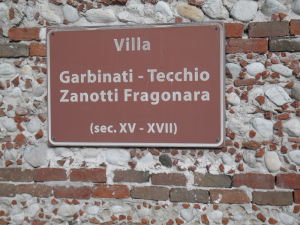 Villa
Garbinati - Tecchio
Zanotti Fragonara
(sec. XV - XVII)